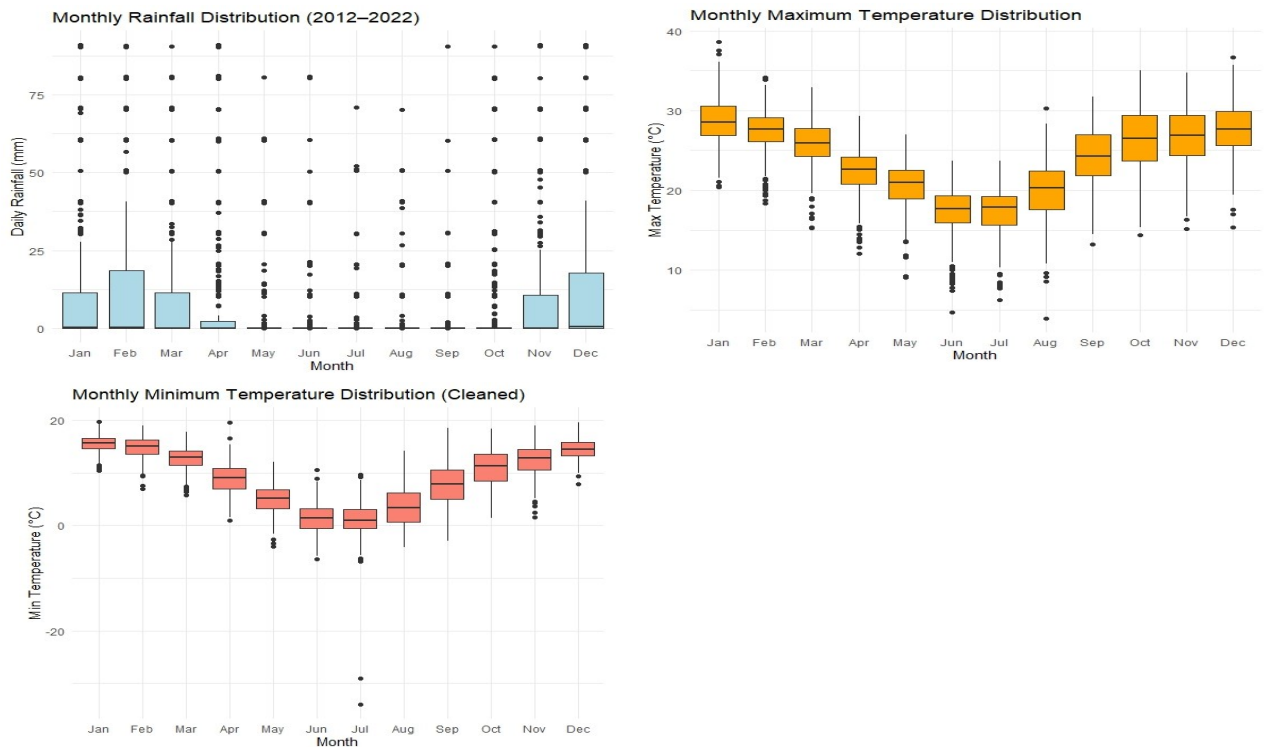 Monthly Rainfall Distribution (2012–2022)
Daily Rainfall (mm)
75
50
25
0
Jan Feb Mar Apr May Jun Jul Aug Sep Oct Nov Dec
Month
Monthly Maximum Temperature Distribution
Max Temperature (°C)
40
30
20
10
Jan Feb Mar Apr May Jun Jul Aug Sep Oct Nov Dec
Month
Monthly Minimum Temperature Distribution (Cleaned)
Min Temperature (°C)
20
0
-20
Jan Feb Mar Apr May Jun Jul Aug Sep Oct Nov Dec
Month